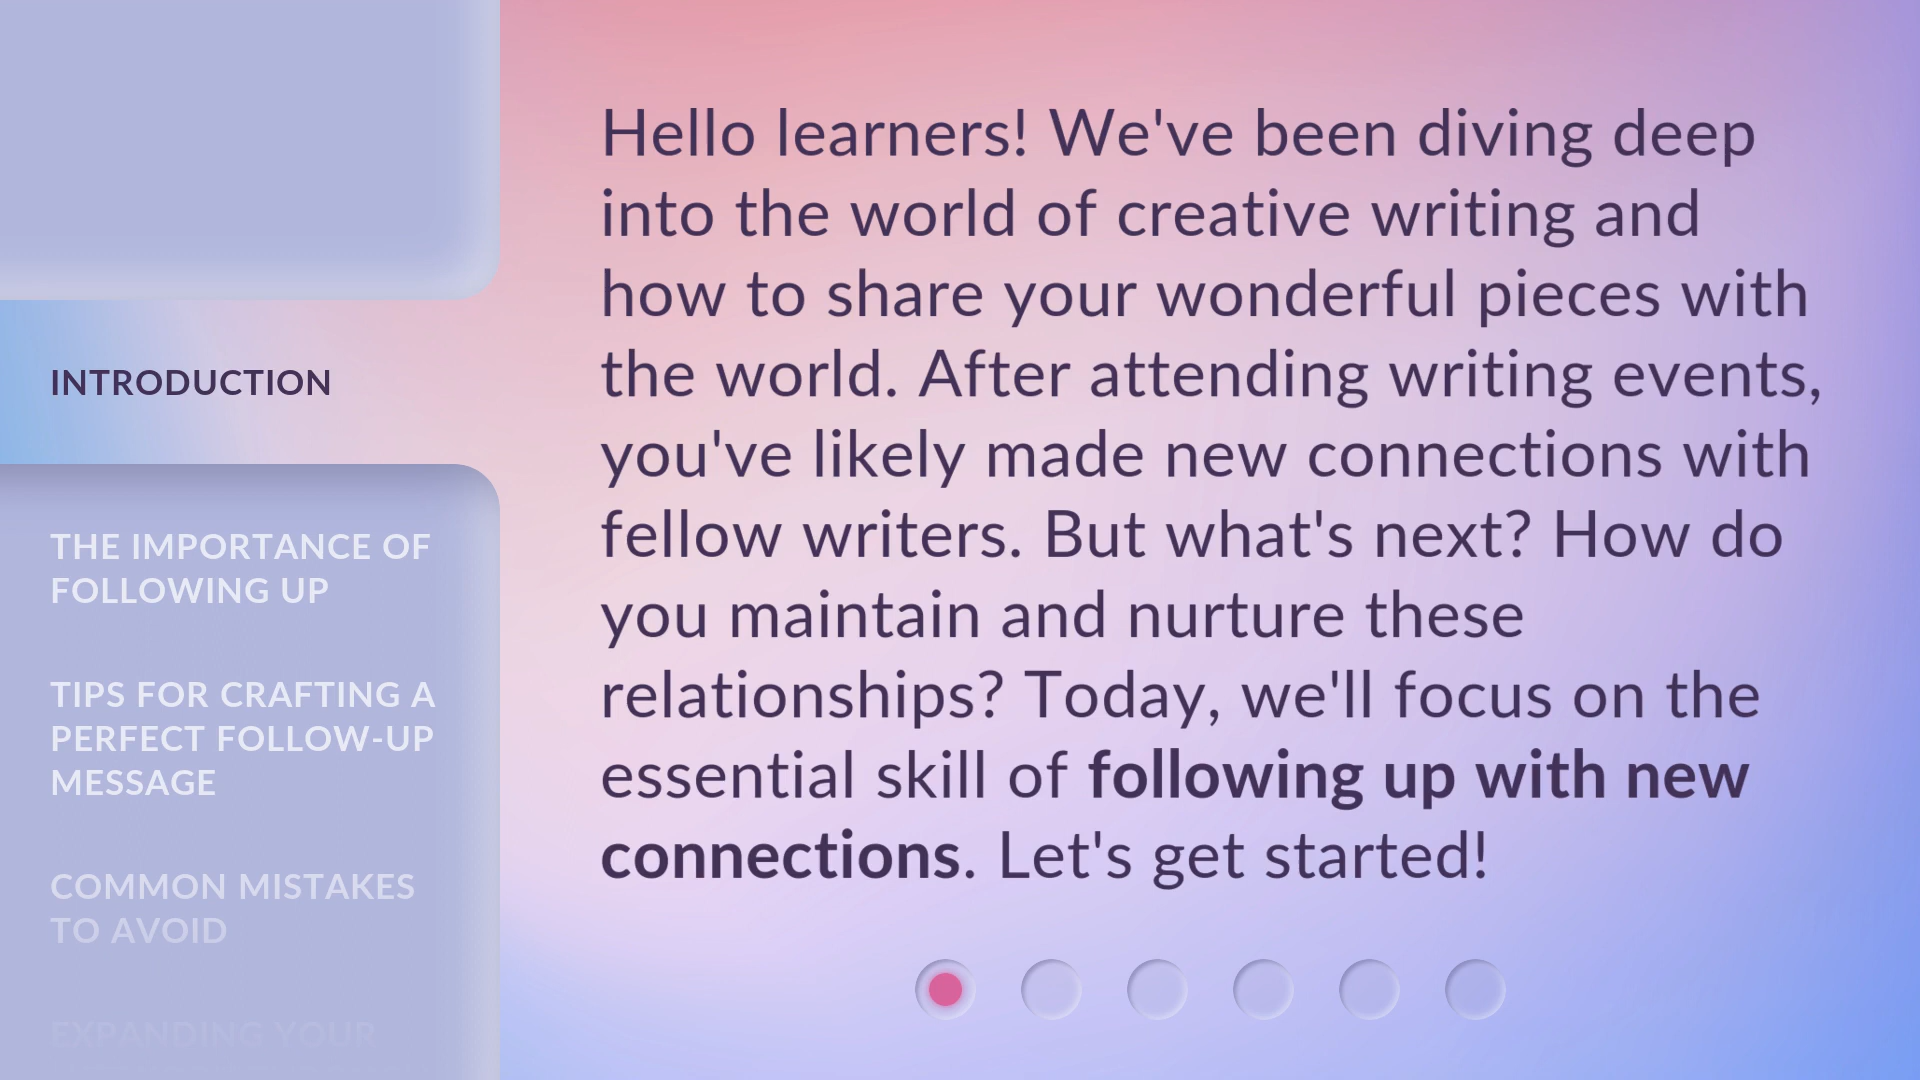 INTRODUCTION
THE IMPORTANCE OF
FOLLOWING UP
TIPS FOR CRAFTING A
PERFECT FOLLOW-UP
MESSAGE
COMMON MISTAKES
TO AVOID
EXPANDING YOUR
Hello learners! We've been diving deep
into the world of creative writing and
how to share your wonderful pieces with
the world. After attending writing events,
you've likely made new connections with
fellow writers. But what's next? How do
you maintain and nurture these
relationships? Today, we'll focus on the
essential skill of following up with new
connections. Let's get started!